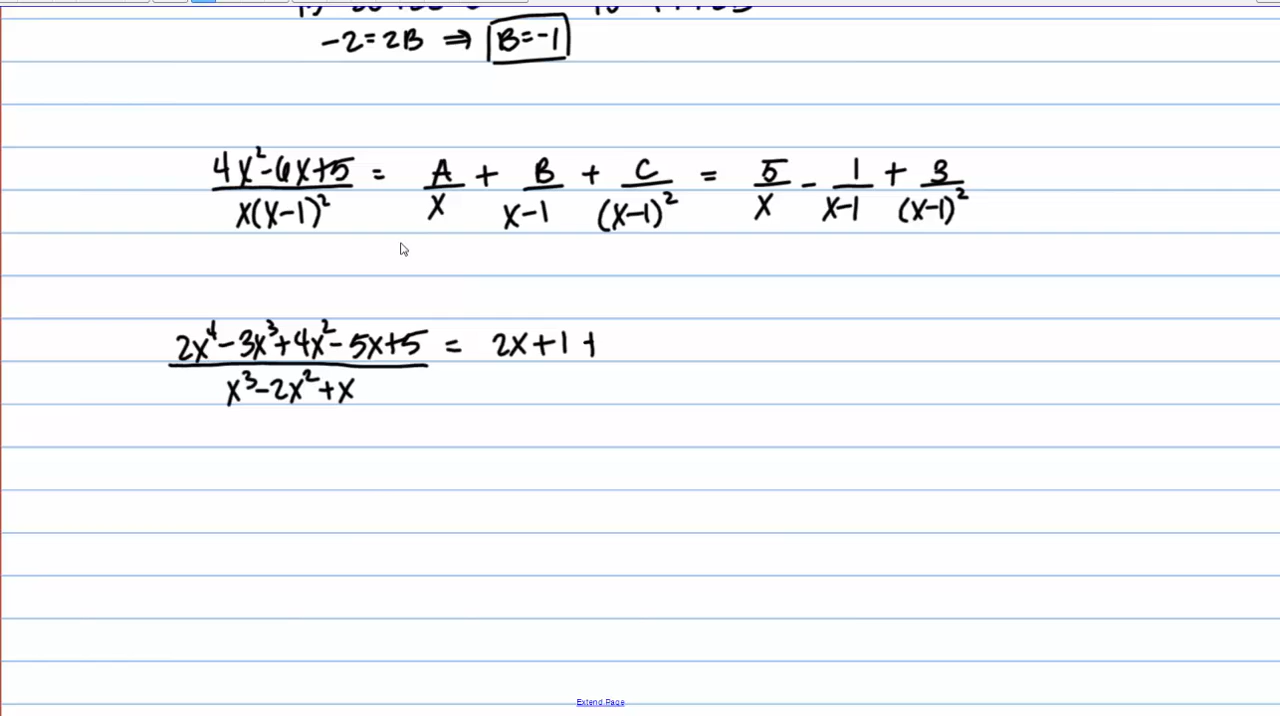 -2=2B ⇒ B=-1
4x²-6x+5 / x(x-1)² = A/x + B/(x-1) + C/(x-1)² = 5/x - 1/(x-1) + 3/(x-1)²
2x⁴-3x³+4x²-5x+5 / x³-2x²+x = 2x+1+
Extend Page